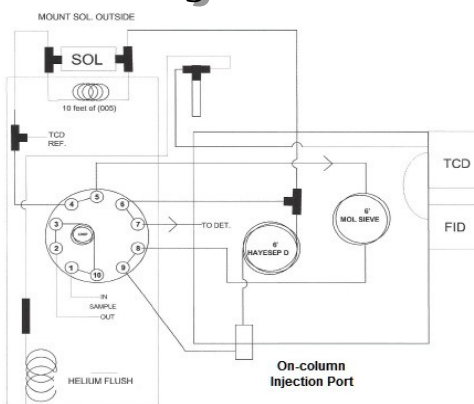 MOUNT SOL. OUTSIDE
SOL
10 feet of (005)
TCD
REF.
TCD
FID
5
4
6
3
7
TO DET.
2
8
1
10
9
6'
MOL SIEVE
6'
HAYESEP D
IN
SAMPLE
OUT
HELIUM FLUSH
On-column
Injection Port